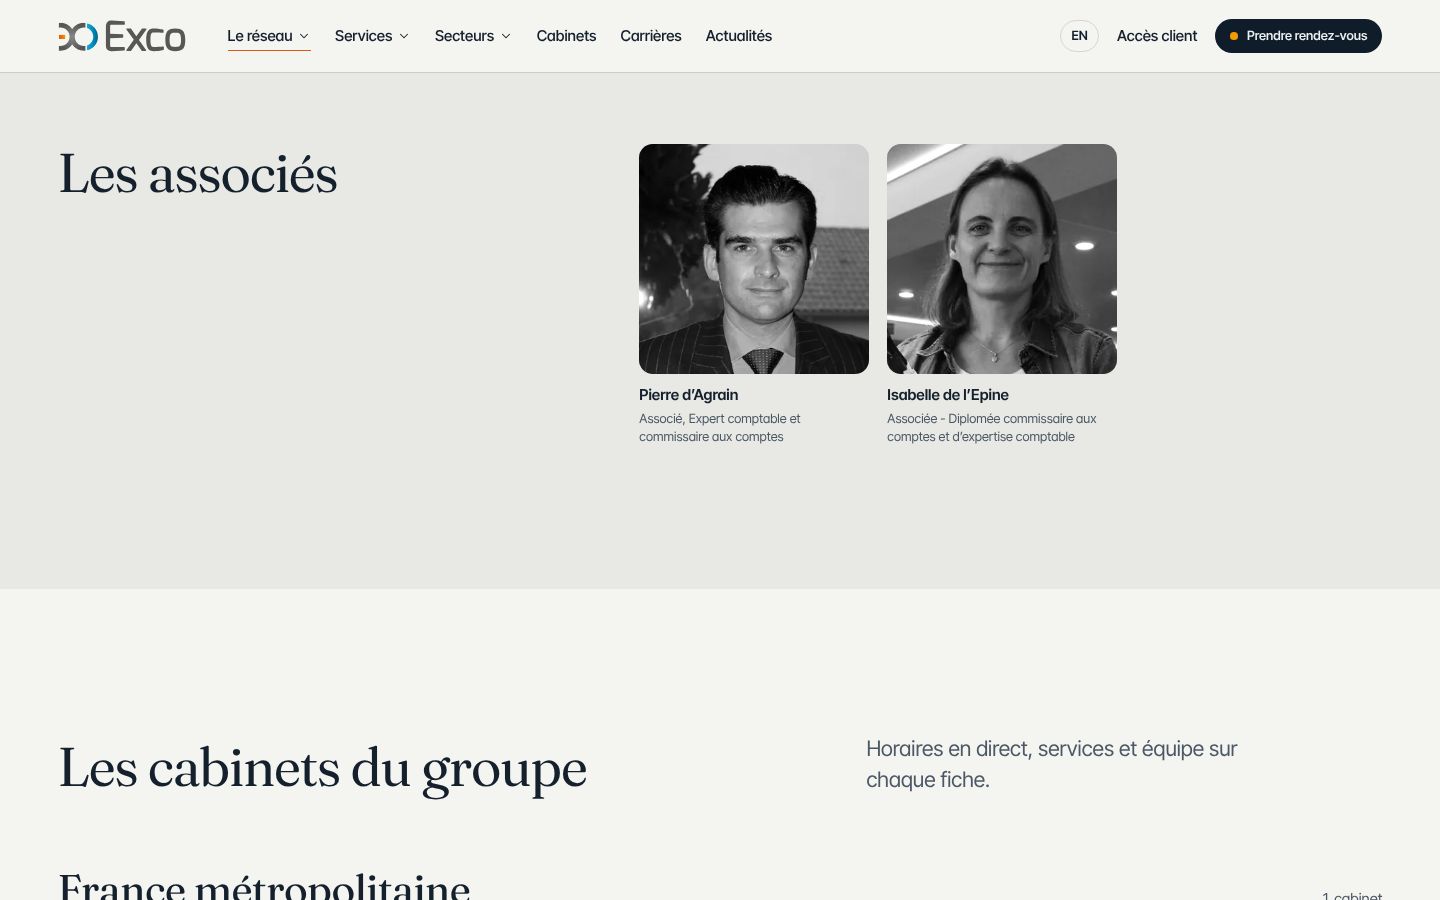 Exco
Le réseau
Services
Secteurs
Cabinets
Carrières
Actualités
EN
Accès client
Prendre rendez-vous
Les associés
Pierre d’Agrain
Associé, Expert comptable et
commissaire aux comptes
Isabelle de l’Epine
Associée - Diplomée commissaire aux
comptes et d’expertise comptable
Les cabinets du groupe
Horaires en direct, services et équipe sur
chaque fiche.
France métropolitaine
1 cabinet